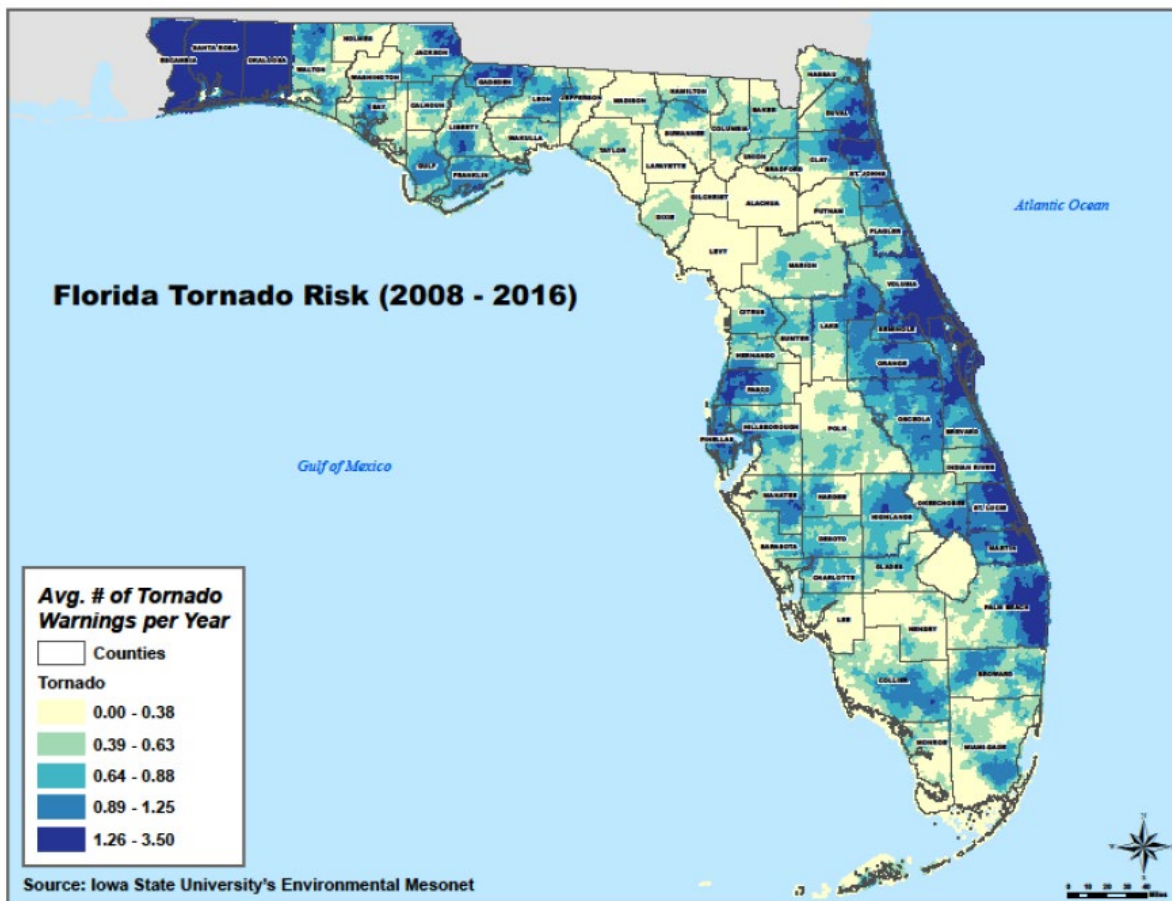 HOLMES
SANTA ROSA
JACKSON
ESCAMBIA
OKALOOSA
WALTON
WASHINGTON
GADSDEN
NASSAU
HAMILTON
LEON
JEFFERSON
MADISON
BAY
CALHOUN
BAKER
DUVAL
LIBERTY
SUWANNEE
COLUMBIA
WAKULLA
TAYLOR
UNION
CLAY
LAFAYETTE
BRADFORD
GULF
FRANKLIN
ST. JOHNS
GILCHRIST
ALACHUA
PUTNAM
Atlantic Ocean
DIXIE
FLAGLER
LEVY
MARION
VOLUSIA
Florida Tornado Risk (2008 - 2016)
CITRUS
LAKE
SEMINOLE
SUMTER
HERNANDO
ORANGE
PASCO
OSCEOLA
HILLSBOROUGH
POLK
BREVARD
PINELLAS
Gulf of Mexico
INDIAN RIVER
MANATEE
HARDEE
OKEECHOBEE
ST. LUCIE
HIGHLANDS
DESOTO
SARASOTA
MARTIN
GLADES
CHARLOTTE
PALM BEACH
LEE
HENDRY
COLLIER
BROWARD
MONROE
MIAMI-DADE
Avg. # of Tornado
Warnings per Year
Counties
Tornado
0.00 - 0.38
0.39 - 0.63
0.64 - 0.88
0.89 - 1.25
1.26 - 3.50
Source: Iowa State University's Environmental Mesonet
N
W
E
S
0 10 20 30 40
Miles